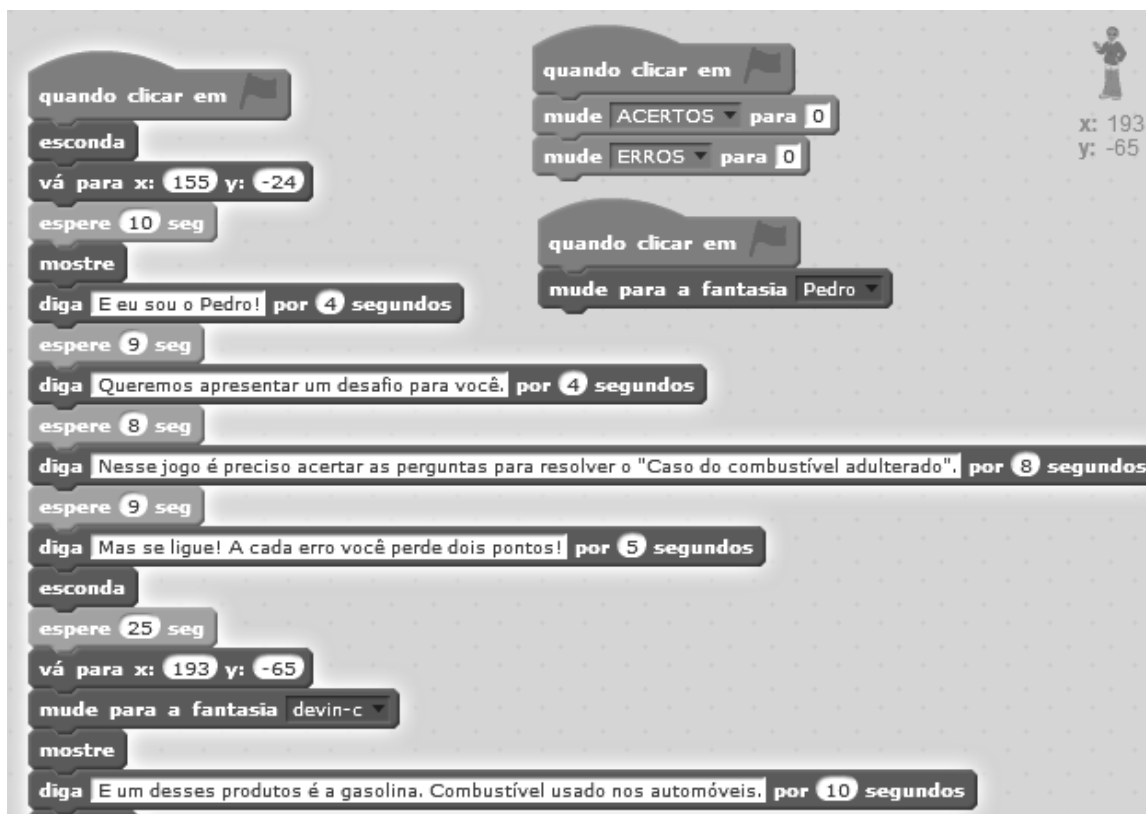 quando clicar em
esconda
vá para x: 155 y: -24
espere 10 seg
mostre
diga E eu sou o Pedro! por 4 segundos
espere 9 seg
diga Queremos apresentar um desafio para você. por 4 segundos
espere 8 seg
diga Nesse jogo é preciso acertar as perguntas para resolver o "Caso do combustível adulterado". por 8 segundos
espere 9 seg
diga Mas se ligue! A cada erro você perde dois pontos! por 5 segundos
esconda
espere 25 seg
vá para x: 193 y: -65
mude para a fantasia devin-c
mostre
diga E um desses produtos é a gasolina. Combustível usado nos automóveis. por 10 segundos
quando clicar em
mude ACERTOS para 0
mude ERROS para 0
quando clicar em
mude para a fantasia Pedro
x: 193
y: -65